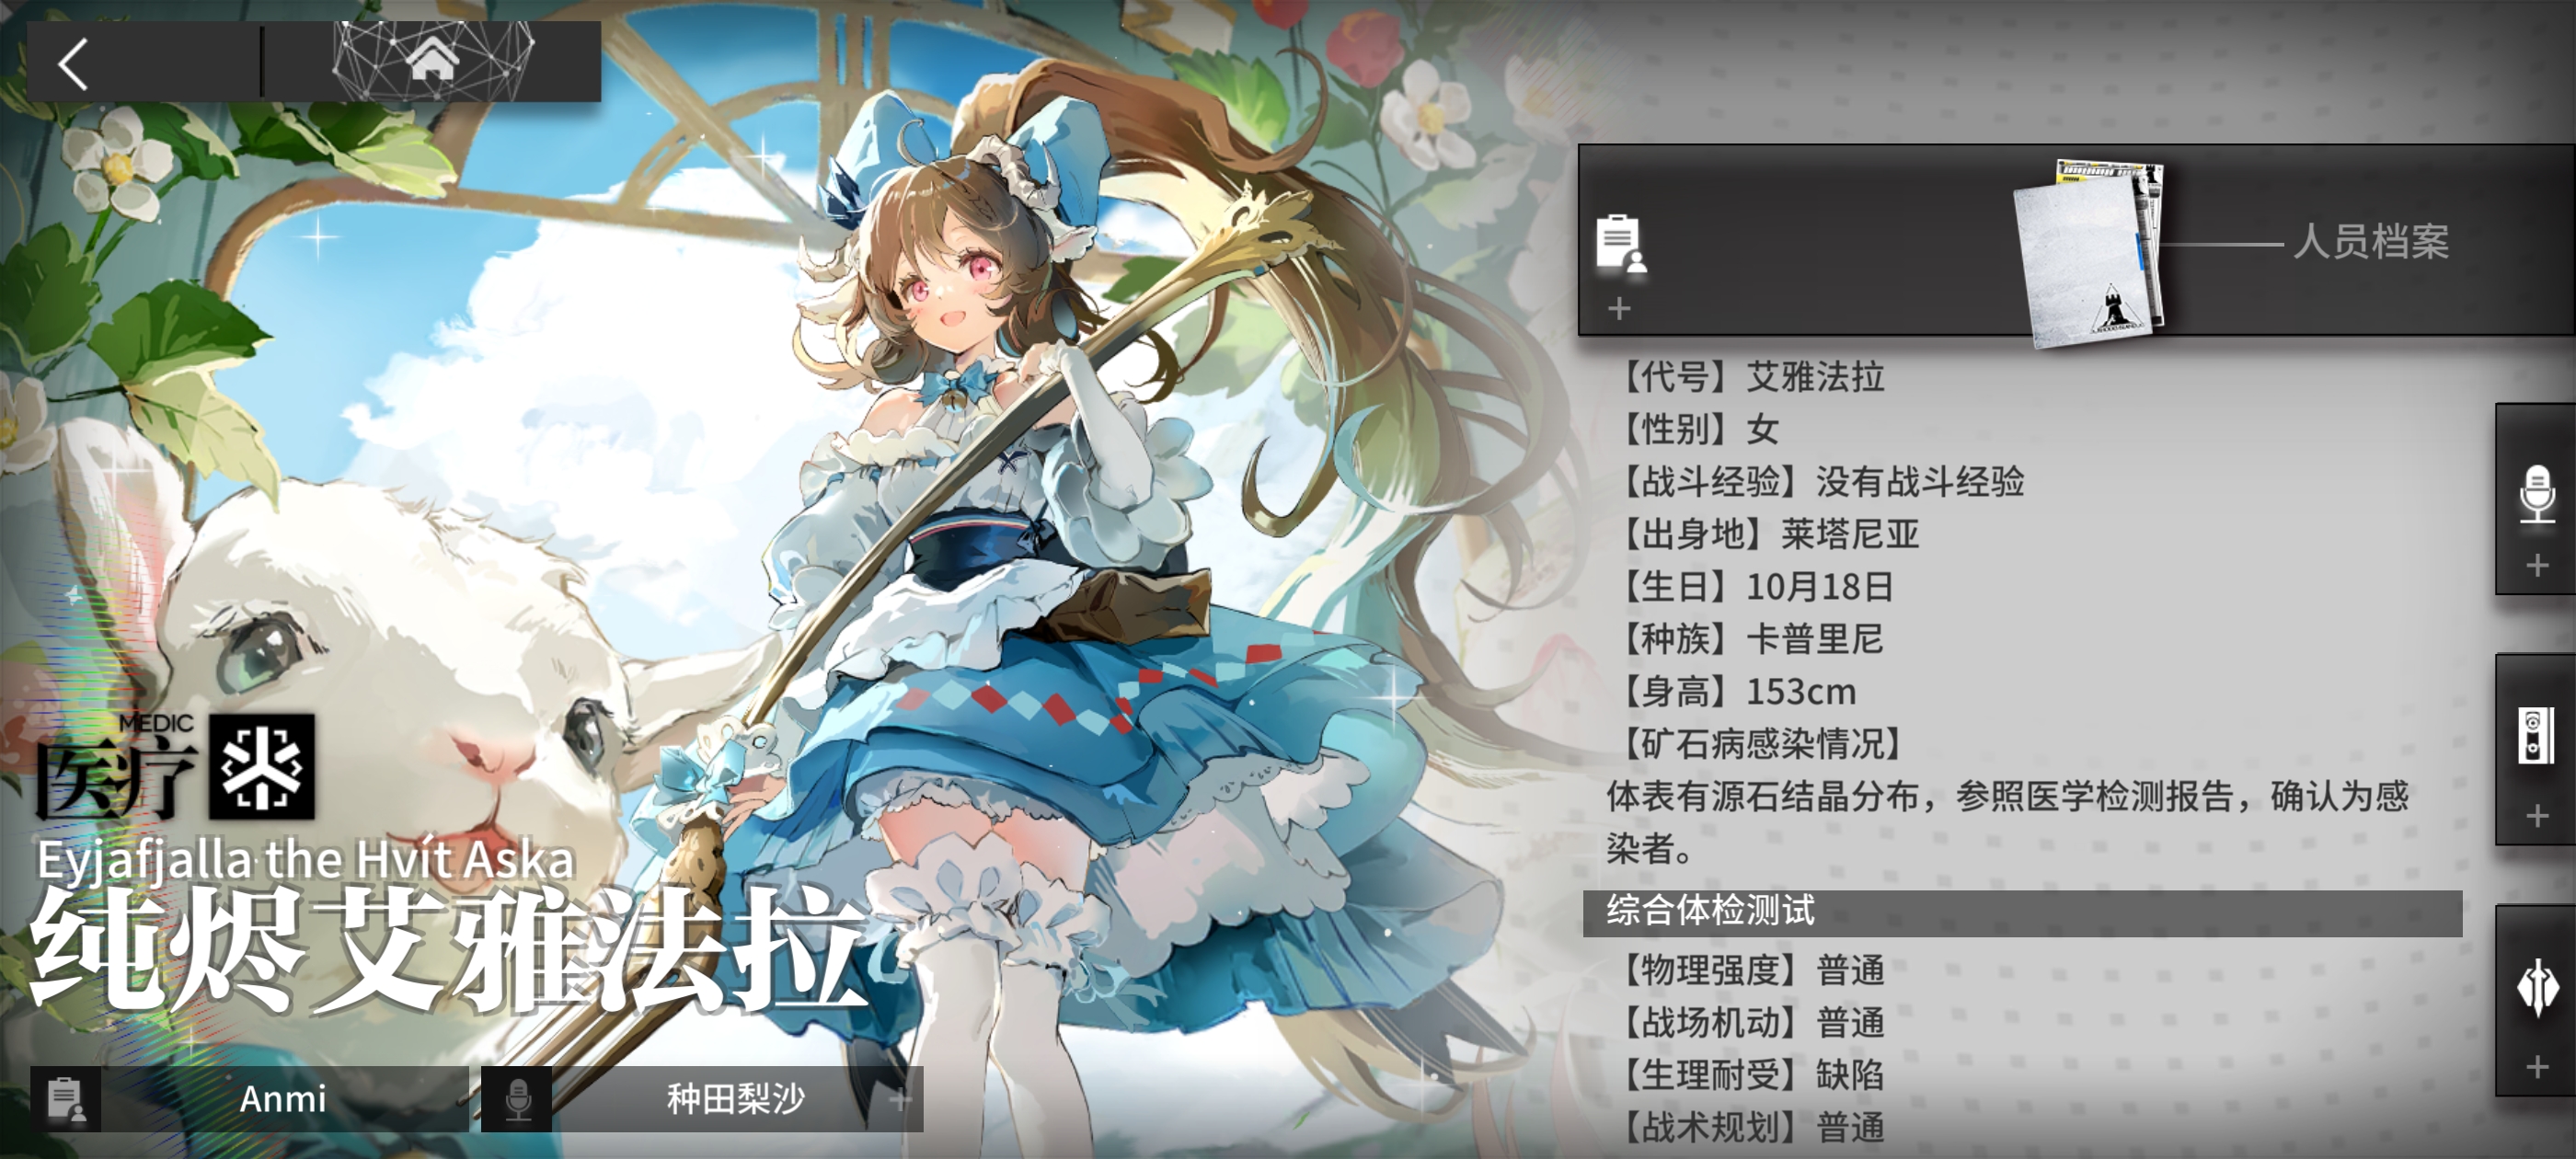 人员档案
【代号】艾雅法拉
【性别】女
【战斗经验】没有战斗经验
【出身地】莱塔尼亚
【生日】10月18日
【种族】卡普里尼
【身高】153cm
【矿石病感染情况】
体表有源石结晶分布，参照医学检测报告，确认为感
染者。
综合体检测试
【物理强度】普通
【战场机动】普通
【生理耐受】缺陷
【战术规划】普通
MEDIC
医疗
Eyjafjalla the Hvít Aska
纯烬艾雅法拉
Anmi
种田梨沙